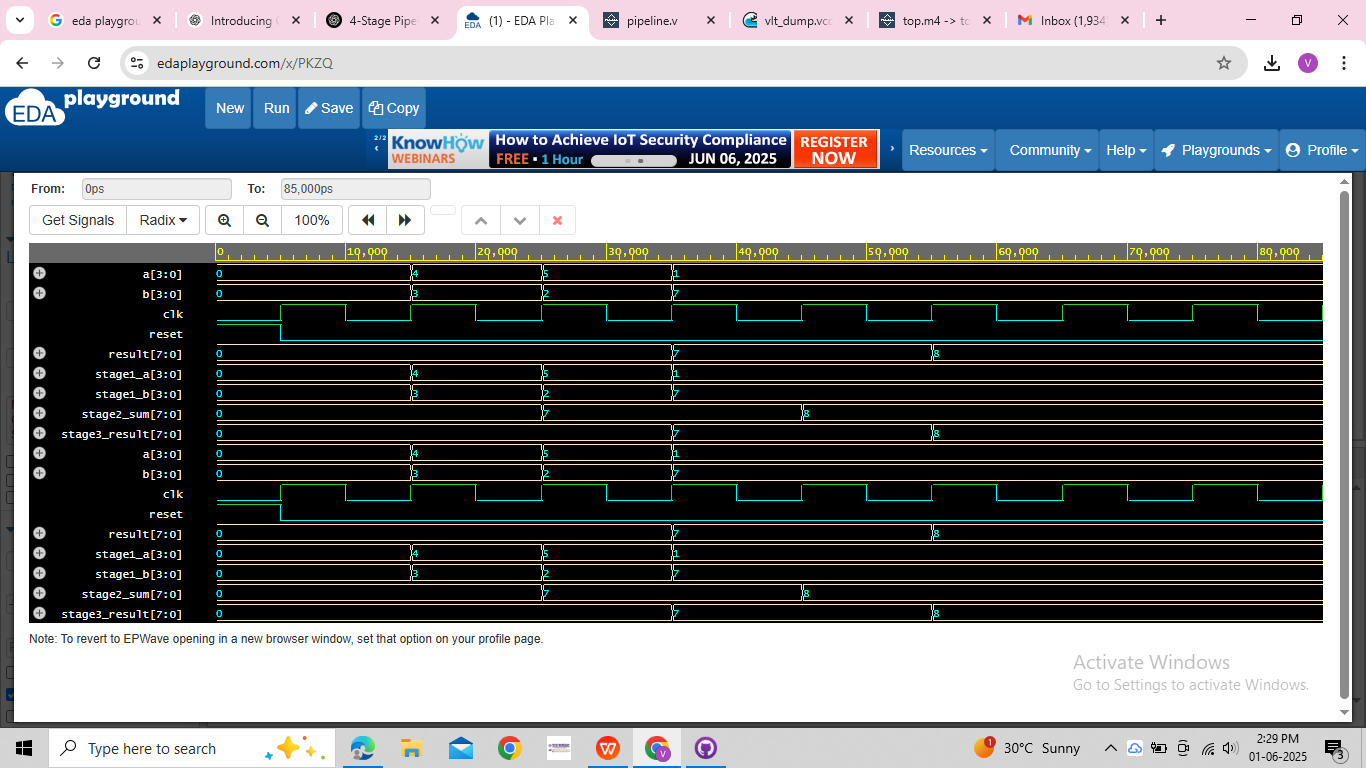 eda playgrou
Introducing
4-Stage Pipe
(1) - EDA Pla
pipeline.v
vlt_dump.vc
top.m4 -> to
Inbox (1,934
edaplayground.com/x/PKZQ
V
EDA playground
New
Run
Save
Copy
2/2
KnowHow WEBINARS
How to Achieve IoT Security Compliance
FREE • 1 Hour
JUN 06, 2025
REGISTER NOW
Resources
Community
Help
Playgrounds
Profile
From: 0ps To: 85,000ps
Get Signals Radix 100%
0 10,000 20,000 30,000 40,000 50,000 60,000 70,000 80,000
a[3:0] 0 4 5 1
b[3:0] 0 3 2 7
clk
reset
result[7:0] 0 7 8
stage1_a[3:0] 0 4 5 1
stage1_b[3:0] 0 3 2 7
stage2_sum[7:0] 0 7 8
stage3_result[7:0] 0 7 8
a[3:0] 0 4 5 1
b[3:0] 0 3 2 7
clk
reset
result[7:0] 0 7 8
stage1_a[3:0] 0 4 5 1
stage1_b[3:0] 0 3 2 7
stage2_sum[7:0] 0 7 8
stage3_result[7:0] 0 7 8
Note: To revert to EPWave opening in a new browser window, set that option on your profile page.
Activate Windows
Go to Settings to activate Windows.
Type here to search
1
30°C Sunny
2:29 PM
01-06-2025
3